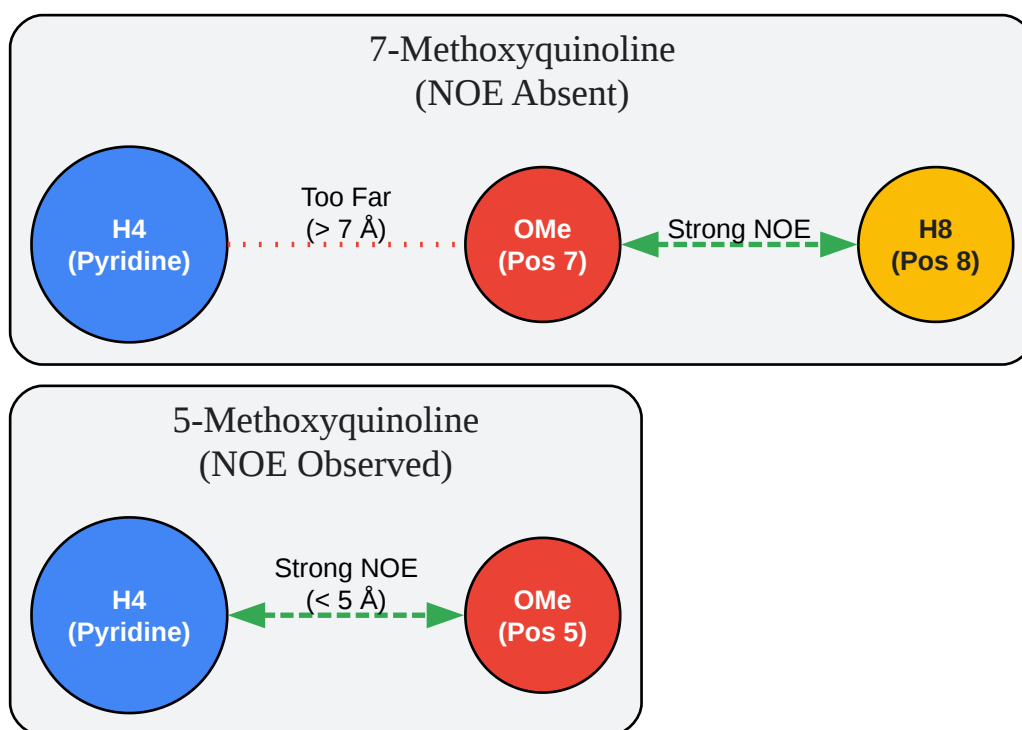 7-Methoxyquinoline
(NOE Absent)
H4
(Pyridine)
Too Far
(> 7 Å)
OMe
(Pos 7)
Strong NOE
H8
(Pos 8)
5-Methoxyquinoline
(NOE Observed)
H4
(Pyridine)
Strong NOE
(< 5 Å)
OMe
(Pos 5)